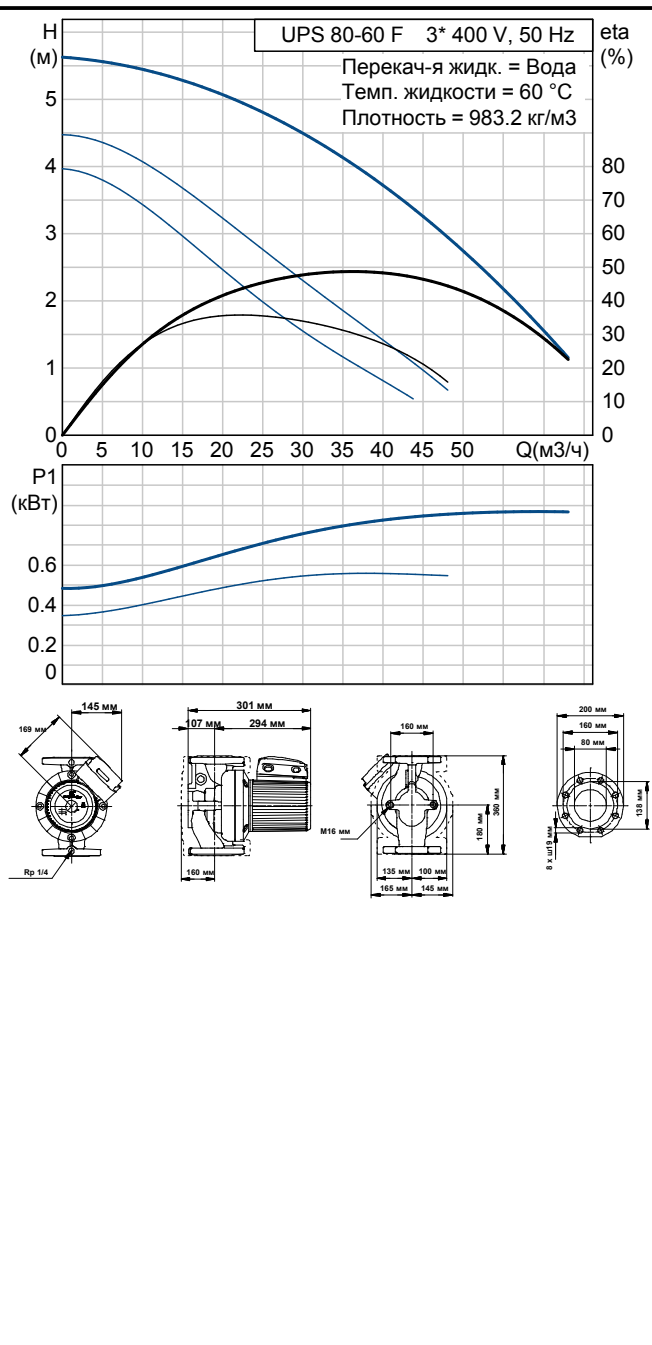 H
(м)
UPS 80-60 F 3* 400 V, 50 Hz
eta
(%)
Перекач-я жидк. = Вода
Темп. жидкости = 60 °C
Плотность = 983.2 кг/м3
5
4
3
2
1
0
80
70
60
50
40
30
20
10
0
0 5 10 15 20 25 30 35 40 45 50 Q(м3/ч)
P1
(кВт)
0.6
0.4
0.2
0
145 мм
169 мм
Rp 1/4
301 мм
107 мм 294 мм
160 мм
160 мм
M16 мм
180 мм
360 мм
135 мм 100 мм
165 мм 145 мм
200 мм
160 мм
80 мм
138 мм
8 x ш19 мм